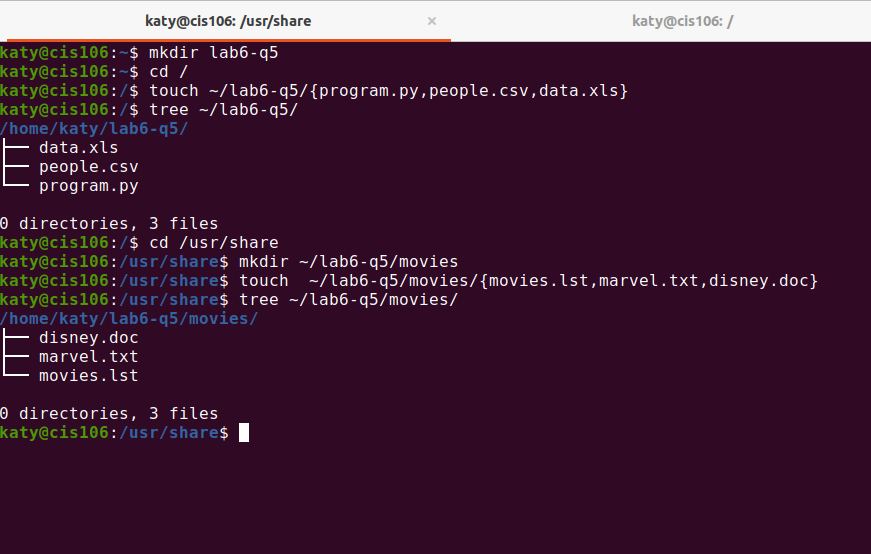 katy@cis106: /usr/share × katy@cis106: /
katy@cis106:~$ mkdir lab6-q5
katy@cis106:~$ cd /
katy@cis106:/$ touch ~/lab6-q5/{program.py,people.csv,data.xls}
katy@cis106:/$ tree ~/lab6-q5/
/home/katy/lab6-q5/
├── data.xls
├── people.csv
└── program.py
0 directories, 3 files
katy@cis106:/$ cd /usr/share
katy@cis106:/usr/share$ mkdir ~/lab6-q5/movies
katy@cis106:/usr/share$ touch  ~/lab6-q5/movies/{movies.lst,marvel.txt,disney.doc}
katy@cis106:/usr/share$ tree ~/lab6-q5/movies/
/home/katy/lab6-q5/movies/
├── disney.doc
├── marvel.txt
└── movies.lst
0 directories, 3 files
katy@cis106:/usr/share$